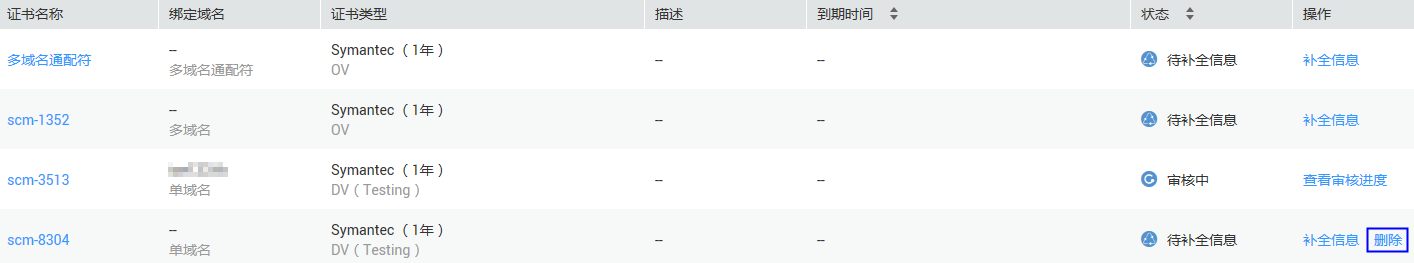 证书名称 绑定域名 证书类型 描述 到期时间 状态 操作
多域名通配符 -- Symantec（1年） -- -- 待补全信息 补全信息
多域名通配符 OV
scm-1352 -- Symantec（1年） -- -- 待补全信息 补全信息
多域名 OV
scm-3513 Symantec（1年） -- -- 审核中 查看审核进度
单域名 DV（Testing）
scm-8304 -- Symantec（1年） -- -- 待补全信息 补全信息 删除
单域名 DV（Testing）